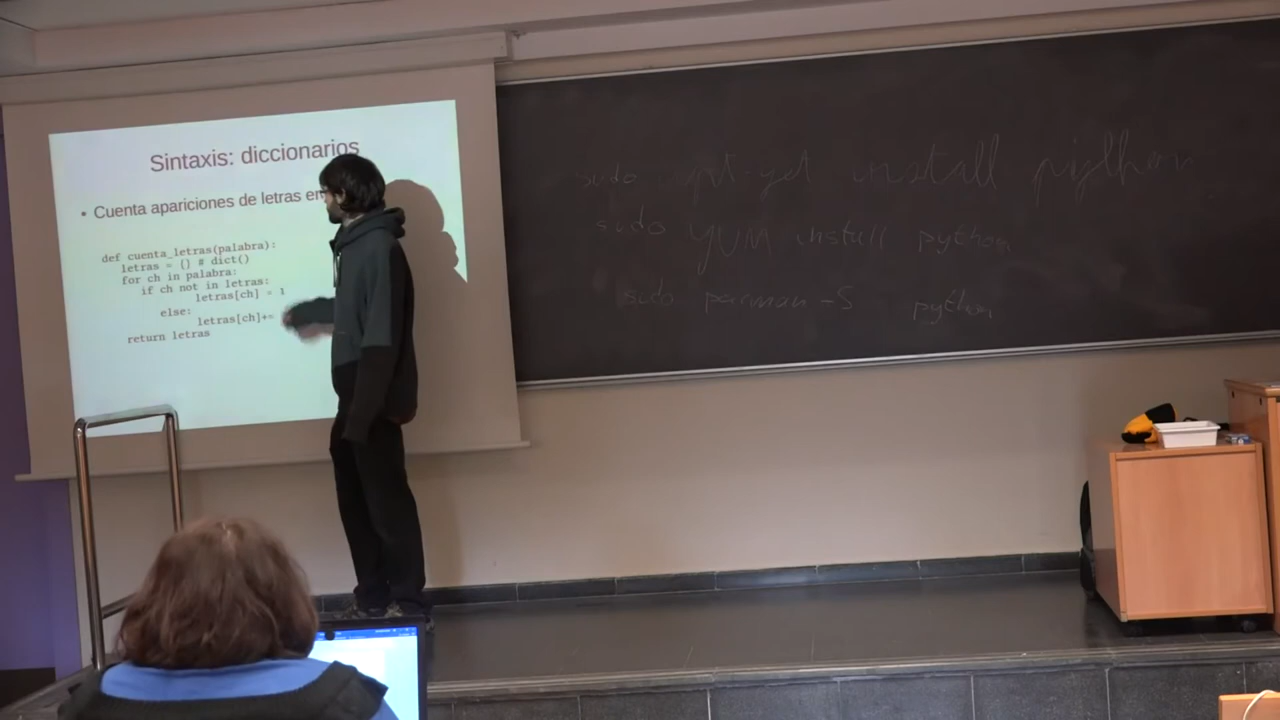 Sintaxis: diccionarios
• Cuenta apariciones de letras en
def cuenta_letras(palabra):
letras = {} # dict()
for ch in palabra:
if ch not in letras:
letras[ch] = 1
else:
letras[ch]+=
return letras
sudo apt-get install python
sudo YUM install python
sudo pacman -S python